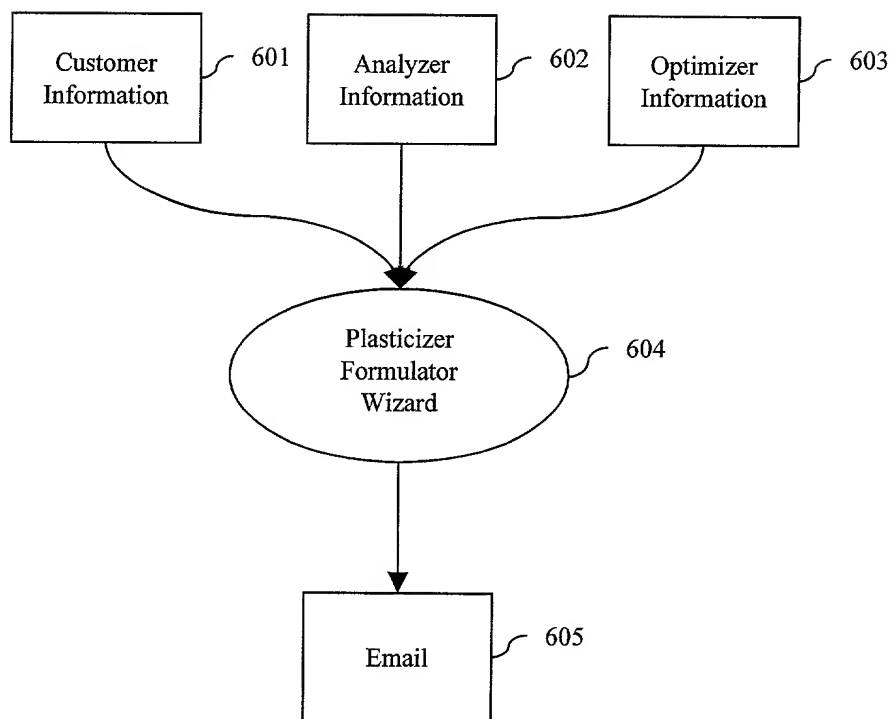 Customer
Information
601
Analyzer
Information
602
Optimizer
Information
603
Plasticizer
Formulator
Wizard
604
Email
605